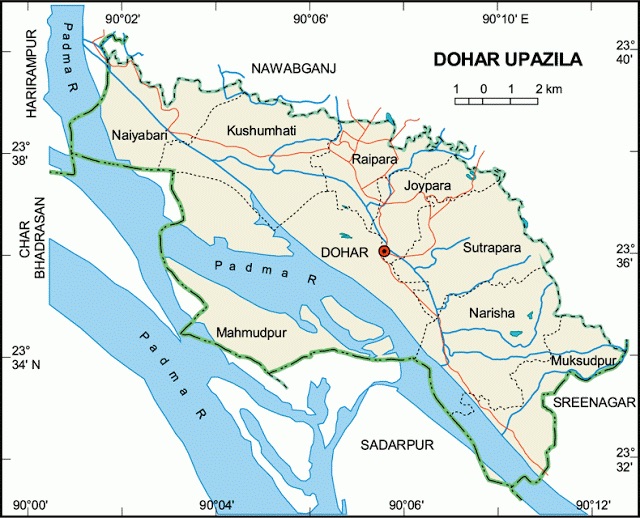 90°02'
90°06'
90°10' E
Padma R
HARIRAMPUR
NAWABGANJ
DOHAR UPAZILA
23°
40'
1 0 1 2 km
Naiyabari
Kushumhati
Raipara
23°
38'
Joypara
CHAR
BHADRASAN
DOHAR
Sutrapara
23°
36'
Padma R
Narisha
Mahmudpur
Padma R
23°
34' N
Muksudpur
SREENAGAR
SADARPUR
23°
32'
90°00'
90°04'
90°06'
90°12'